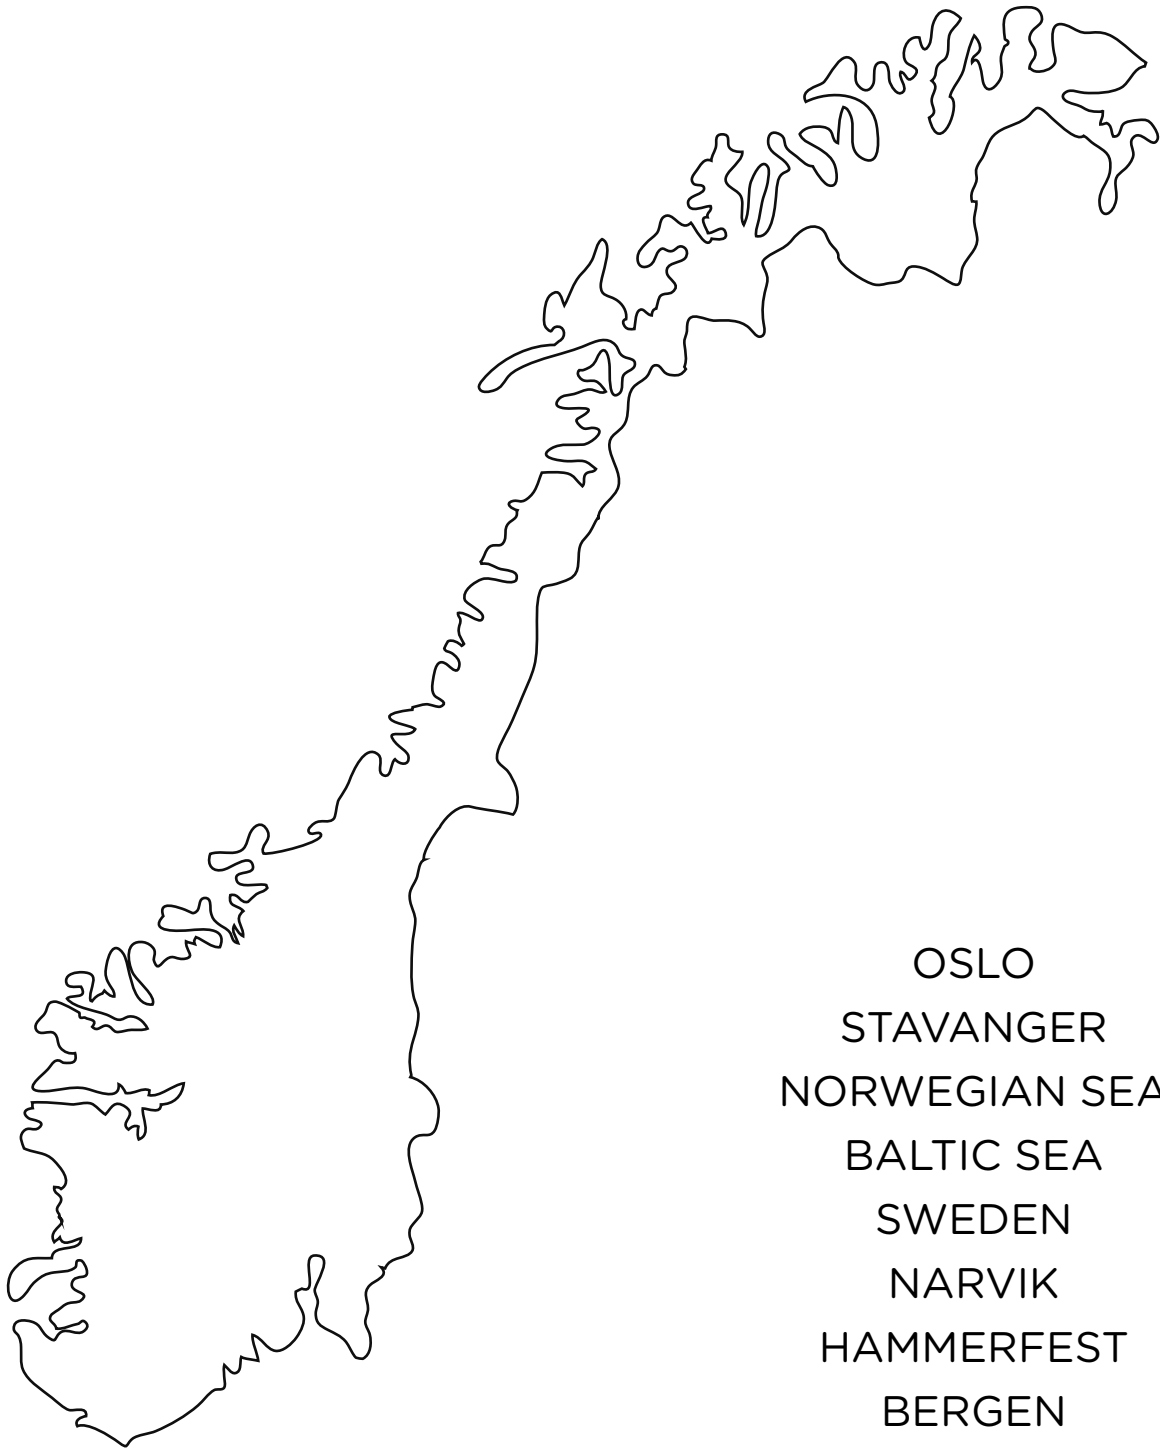 OSLO
STAVANGER
NORWEGIAN SEA
BALTIC SEA
SWEDEN
NARVIK
HAMMERFEST
BERGEN